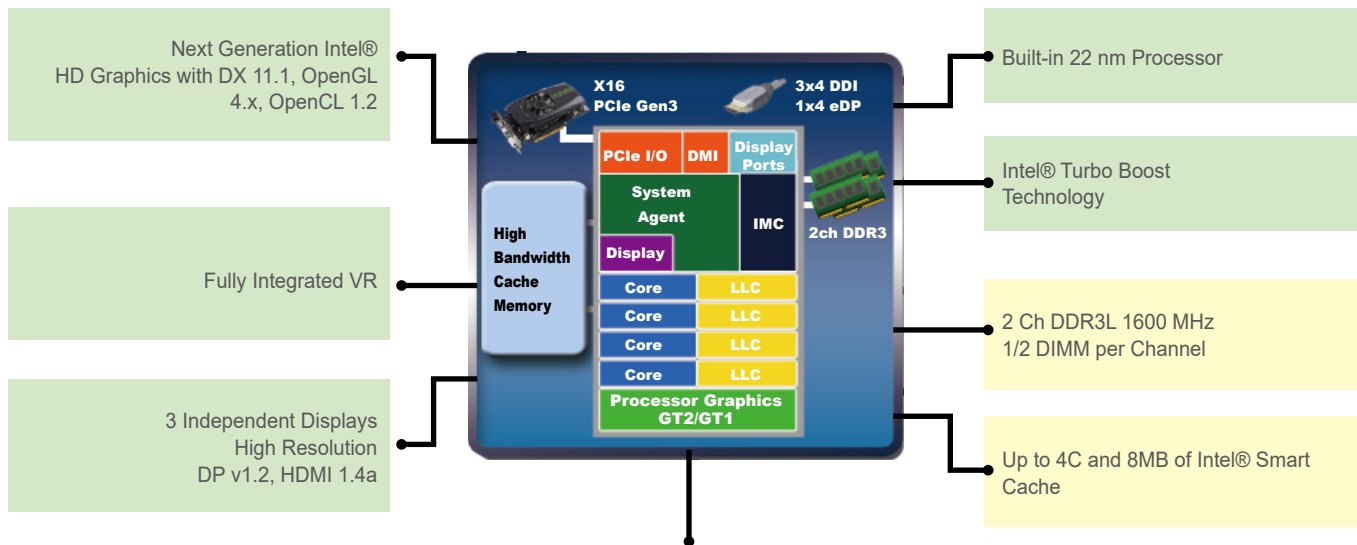 Next Generation Intel®
HD Graphics with DX 11.1, OpenGL
4.x, OpenCL 1.2
Fully Integrated VR
3 Independent Displays
High Resolution
DP v1.2, HDMI 1.4a
X16
PCIe Gen3
3x4 DDI
1x4 eDP
PCIe I/O
DMI
Display
Ports
System
Agent
IMC
Display
2ch DDR3
High
Bandwidth
Cache
Memory
Core
LLC
Core
LLC
Core
LLC
Core
LLC
Processor Graphics
GT2/GT1
Built-in 22 nm Processor
Intel® Turbo Boost
Technology
2 Ch DDR3L 1600 MHz
1/2 DIMM per Channel
Up to 4C and 8MB of Intel® Smart
Cache